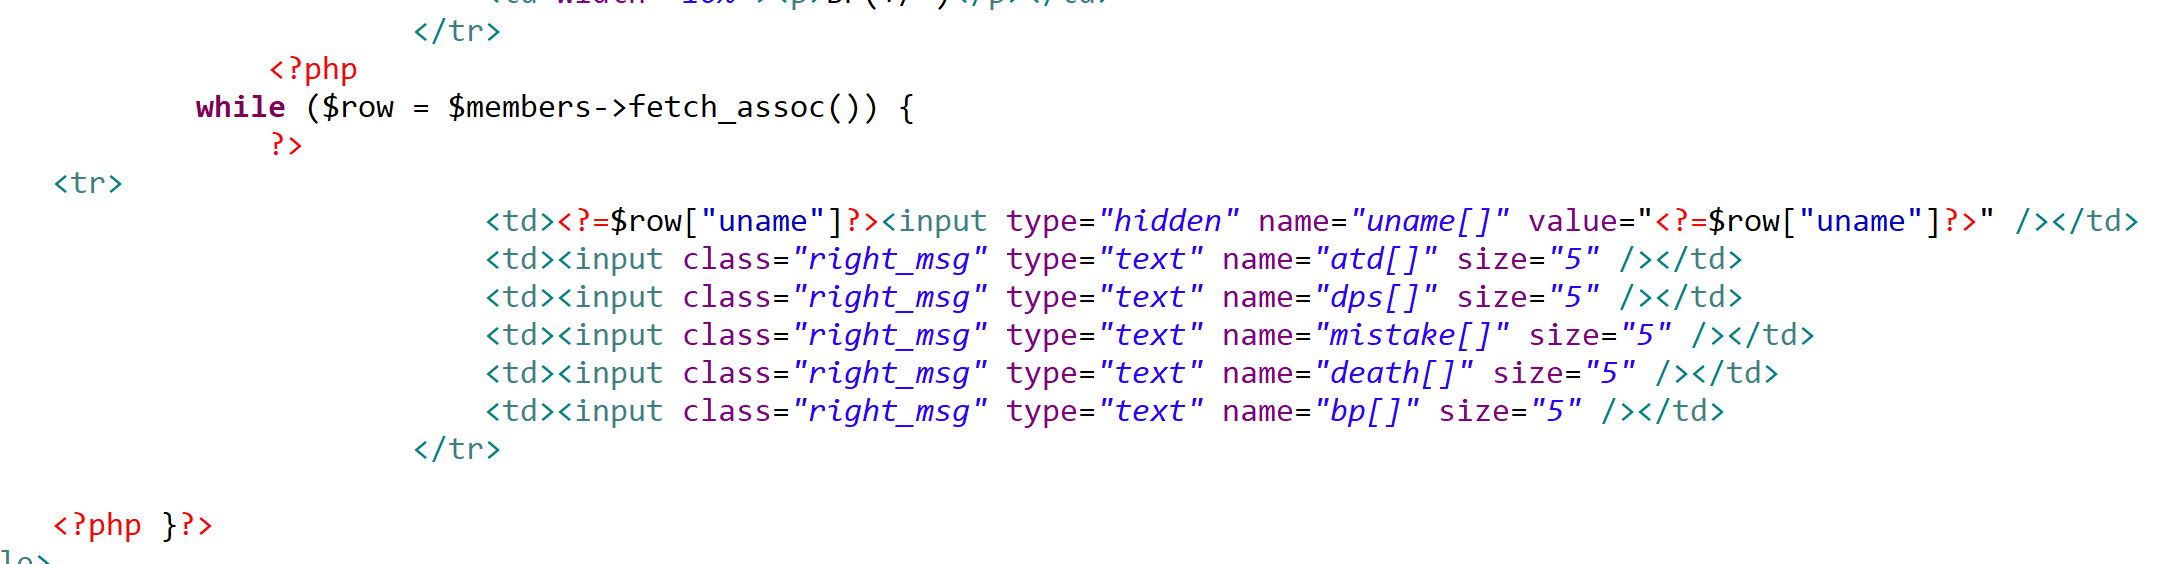 </tr>
<?php
while ($row = $members->fetch_assoc()) {
?>
<tr>
<td><?=$row["uname"]?><input type="hidden" name="uname[]" value="<?=$row["uname"]?>" /></td>
<td><input class="right_msg" type="text" name="atd[]" size="5" /></td>
<td><input class="right_msg" type="text" name="dps[]" size="5" /></td>
<td><input class="right_msg" type="text" name="mistake[]" size="5" /></td>
<td><input class="right_msg" type="text" name="death[]" size="5" /></td>
<td><input class="right_msg" type="text" name="bp[]" size="5" /></td>
</tr>
<?php }?>